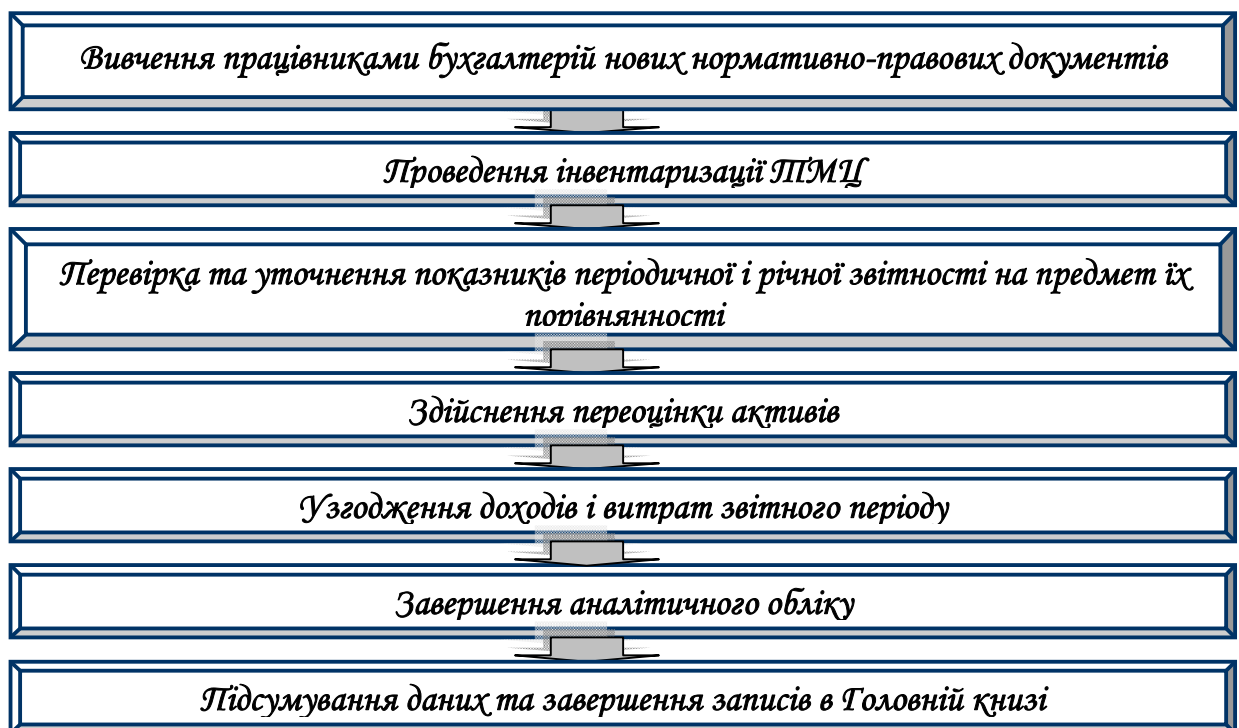 Вивчення працівниками бухгалтерій нових нормативно-правових документів
Проведення інвентаризації ТМЦ
Перевірка та уточнення показників періодичної і річної звітності на предмет їх
порівнянності
Здійснення переоцінки активів
Узгодження доходів і витрат звітного періоду
Завершення аналітичного обліку
Підсумування даних та завершення записів в Головній книзі